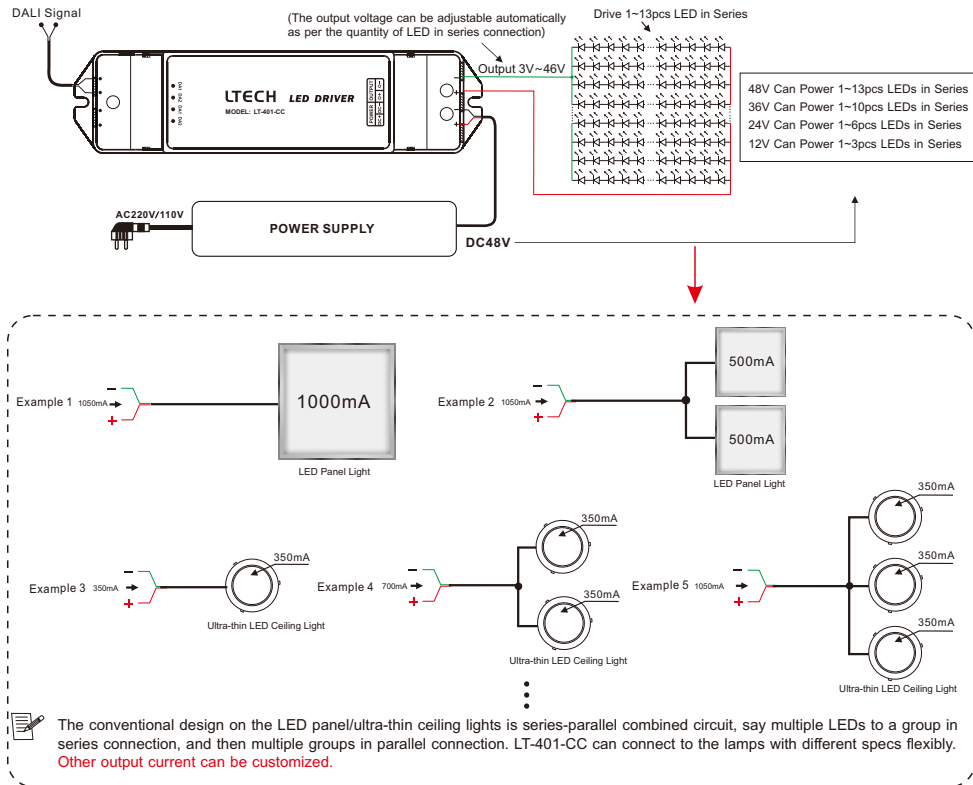 DALI Signal
(The output voltage can be adjustable automatically
as per the quantity of LED in series connection)
Drive 1~13pcs LED in Series
Output 3V~46V
DA1 DA2 DA1 DA2
LTECH LED DRIVER
MODEL: LT-401-CC
POWER OUTPUT
DC+ DC- O- O+
48V Can Power 1~13pcs LEDs in Series
36V Can Power 1~10pcs LEDs in Series
24V Can Power 1~6pcs LEDs in Series
12V Can Power 1~3pcs LEDs in Series
AC220V/110V
POWER SUPPLY
DC48V
Example 1 1050mA
1000mA
LED Panel Light
Example 2 1050mA
500mA
500mA
LED Panel Light
Example 3 350mA
350mA
Ultra-thin LED Ceiling Light
Example 4 700mA
350mA
350mA
Ultra-thin LED Ceiling Light
Example 5 1050mA
350mA
350mA
350mA
Ultra-thin LED Ceiling Light
The conventional design on the LED panel/ultra-thin ceiling lights is series-parallel combined circuit, say multiple LEDs to a group in
series connection, and then multiple groups in parallel connection. LT-401-CC can connect to the lamps with different specs flexibly.
Other output current can be customized.